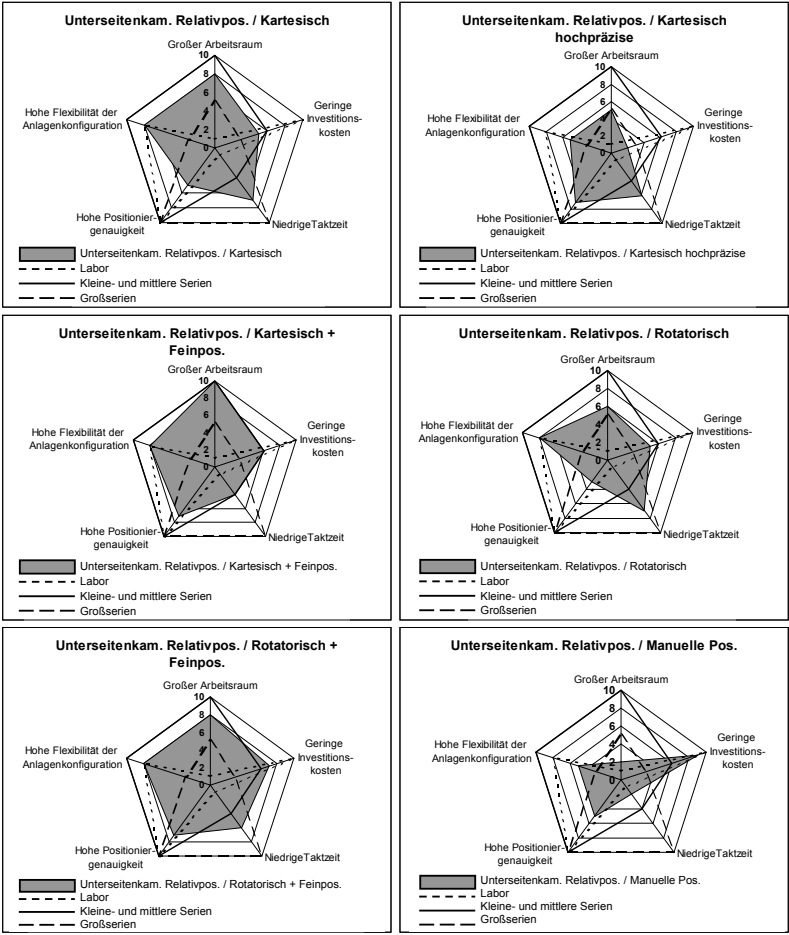 Unterseitenkam. Relativpos. / Kartesisch
Großer Arbeitsraum
10
8
6
4
2
0
Geringe
Investitions-
kosten
NiedrigeTaktzeit
Hohe Positionier-
genauigkeit
Hohe Flexibilität der
Anlagenkonfiguration
Unterseitenkam. Relativpos. / Kartesisch
Labor
Kleine- und mittlere Serien
Großserien
Unterseitenkam. Relativpos. / Kartesisch
hochpräzise
Großer Arbeitsraum
10
8
6
4
2
0
Geringe
Investitions-
kosten
NiedrigeTaktzeit
Hohe Positionier-
genauigkeit
Hohe Flexibilität der
Anlagenkonfiguration
Unterseitenkam. Relativpos. / Kartesisch hochpräzise
Labor
Kleine- und mittlere Serien
Großserien
Unterseitenkam. Relativpos. / Kartesisch +
Feinpos.
Großer Arbeitsraum
10
8
6
4
2
0
Geringe
Investitions-
kosten
NiedrigeTaktzeit
Hohe Positionier-
genauigkeit
Hohe Flexibilität der
Anlagenkonfiguration
Unterseitenkam. Relativpos. / Kartesisch + Feinpos.
Labor
Kleine- und mittlere Serien
Großserien
Unterseitenkam. Relativpos. / Rotatorisch
Großer Arbeitsraum
10
8
6
4
2
0
Geringe
Investitions-
kosten
NiedrigeTaktzeit
Hohe Positionier-
genauigkeit
Hohe Flexibilität der
Anlagenkonfiguration
Unterseitenkam. Relativpos. / Rotatorisch
Labor
Kleine- und mittlere Serien
Großserien
Unterseitenkam. Relativpos. / Rotatorisch +
Feinpos.
Großer Arbeitsraum
10
8
6
4
2
0
Geringe
Investitions-
kosten
NiedrigeTaktzeit
Hohe Positionier-
genauigkeit
Hohe Flexibilität der
Anlagenkonfiguration
Unterseitenkam. Relativpos. / Rotatorisch + Feinpos.
Labor
Kleine- und mittlere Serien
Großserien
Unterseitenkam. Relativpos. / Manuelle Pos.
Großer Arbeitsraum
10
8
6
4
2
0
Geringe
Investitions-
kosten
NiedrigeTaktzeit
Hohe Positionier-
genauigkeit
Hohe Flexibilität der
Anlagenkonfiguration
Unterseitenkam. Relativpos. / Manuelle Pos.
Labor
Kleine- und mittlere Serien
Großserien